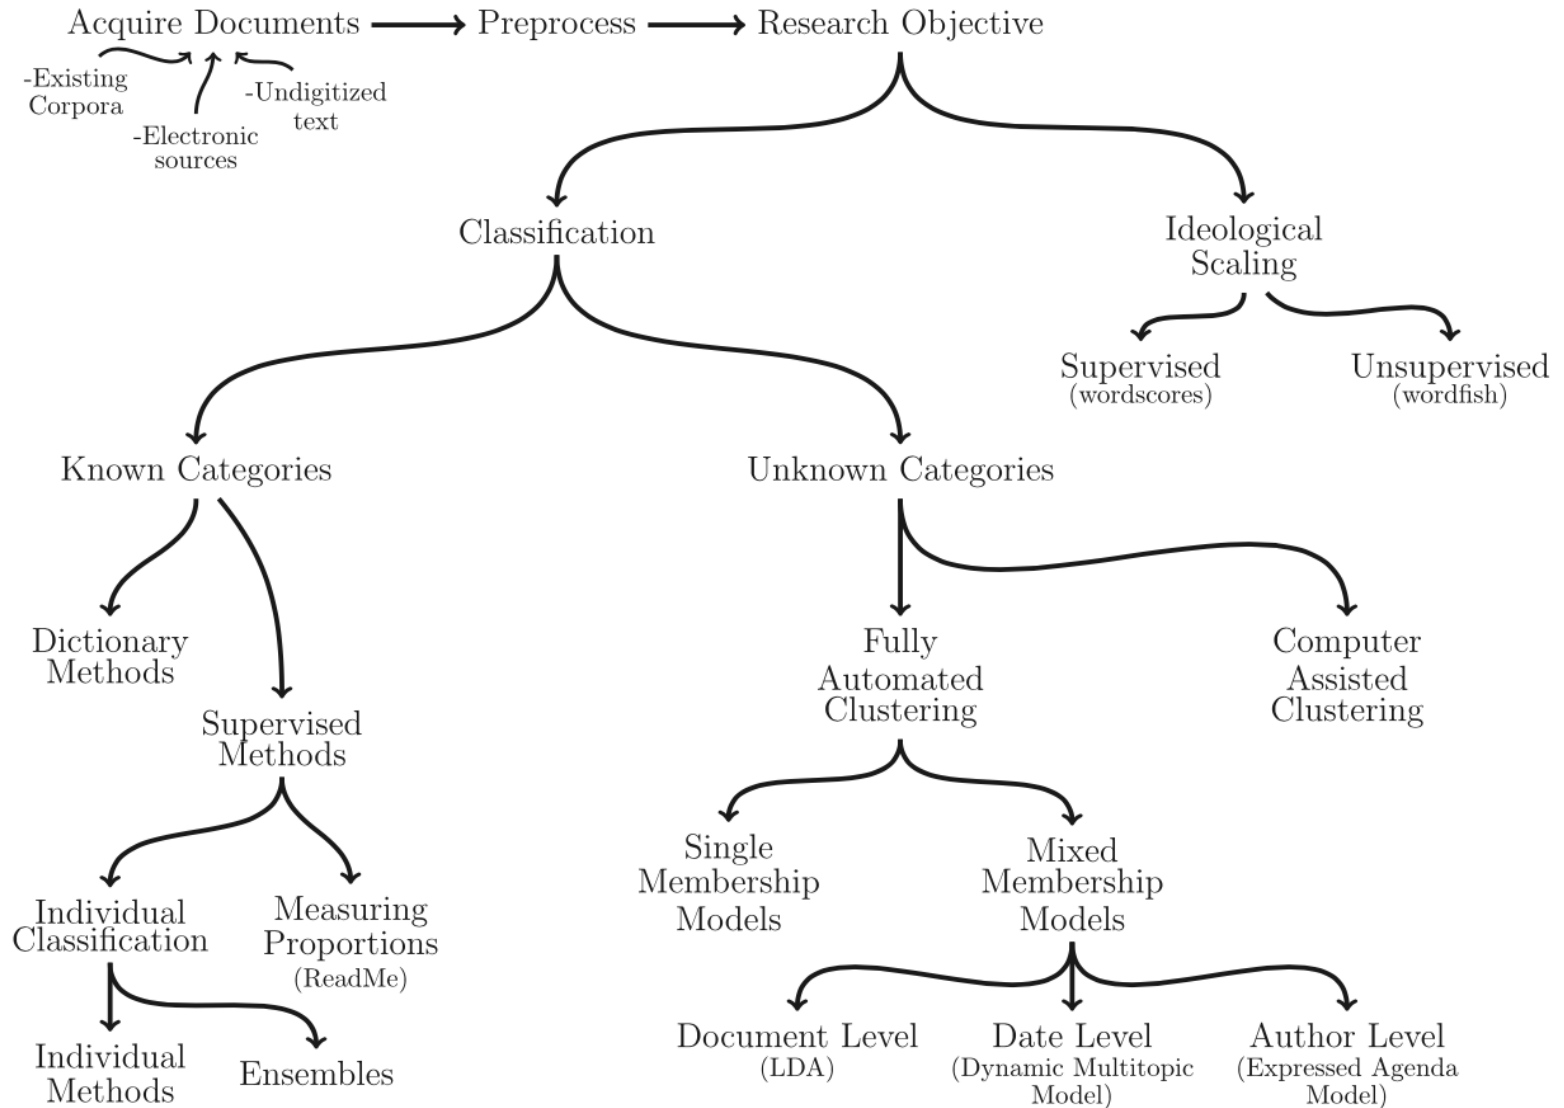 Acquire Documents
Preprocess
Research Objective
-Existing
Corpora
-Electronic
sources
-Undigitized
text
Classification
Ideological
Scaling
Supervised
(wordscores)
Unsupervised
(wordfish)
Known Categories
Unknown Categories
Dictionary
Methods
Supervised
Methods
Fully
Automated
Clustering
Computer
Assisted
Clustering
Individual
Classification
Measuring
Proportions
(ReadMe)
Single
Membership
Models
Mixed
Membership
Models
Individual
Methods
Ensembles
Document Level
(LDA)
Date Level
(Dynamic Multitopic
Model)
Author Level
(Expressed Agenda
Model)